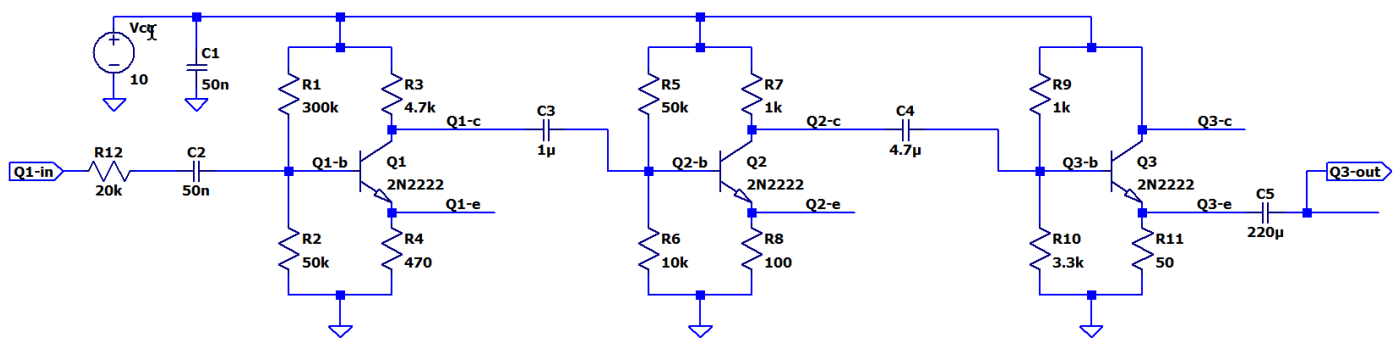 Vcc
10
C1
50n
R1
300k
R3
4.7k
Q1-in
R12
20k
C2
50n
Q1-b
Q1
2N2222
Q1-c
Q1-e
R2
50k
R4
470
C3
1µ
R5
50k
R7
1k
Q2-b
Q2
2N2222
Q2-c
Q2-e
R6
10k
R8
100
C4
4.7µ
R9
1k
Q3-b
Q3
2N2222
Q3-c
Q3-e
R10
3.3k
R11
50
C5
220µ
Q3-out